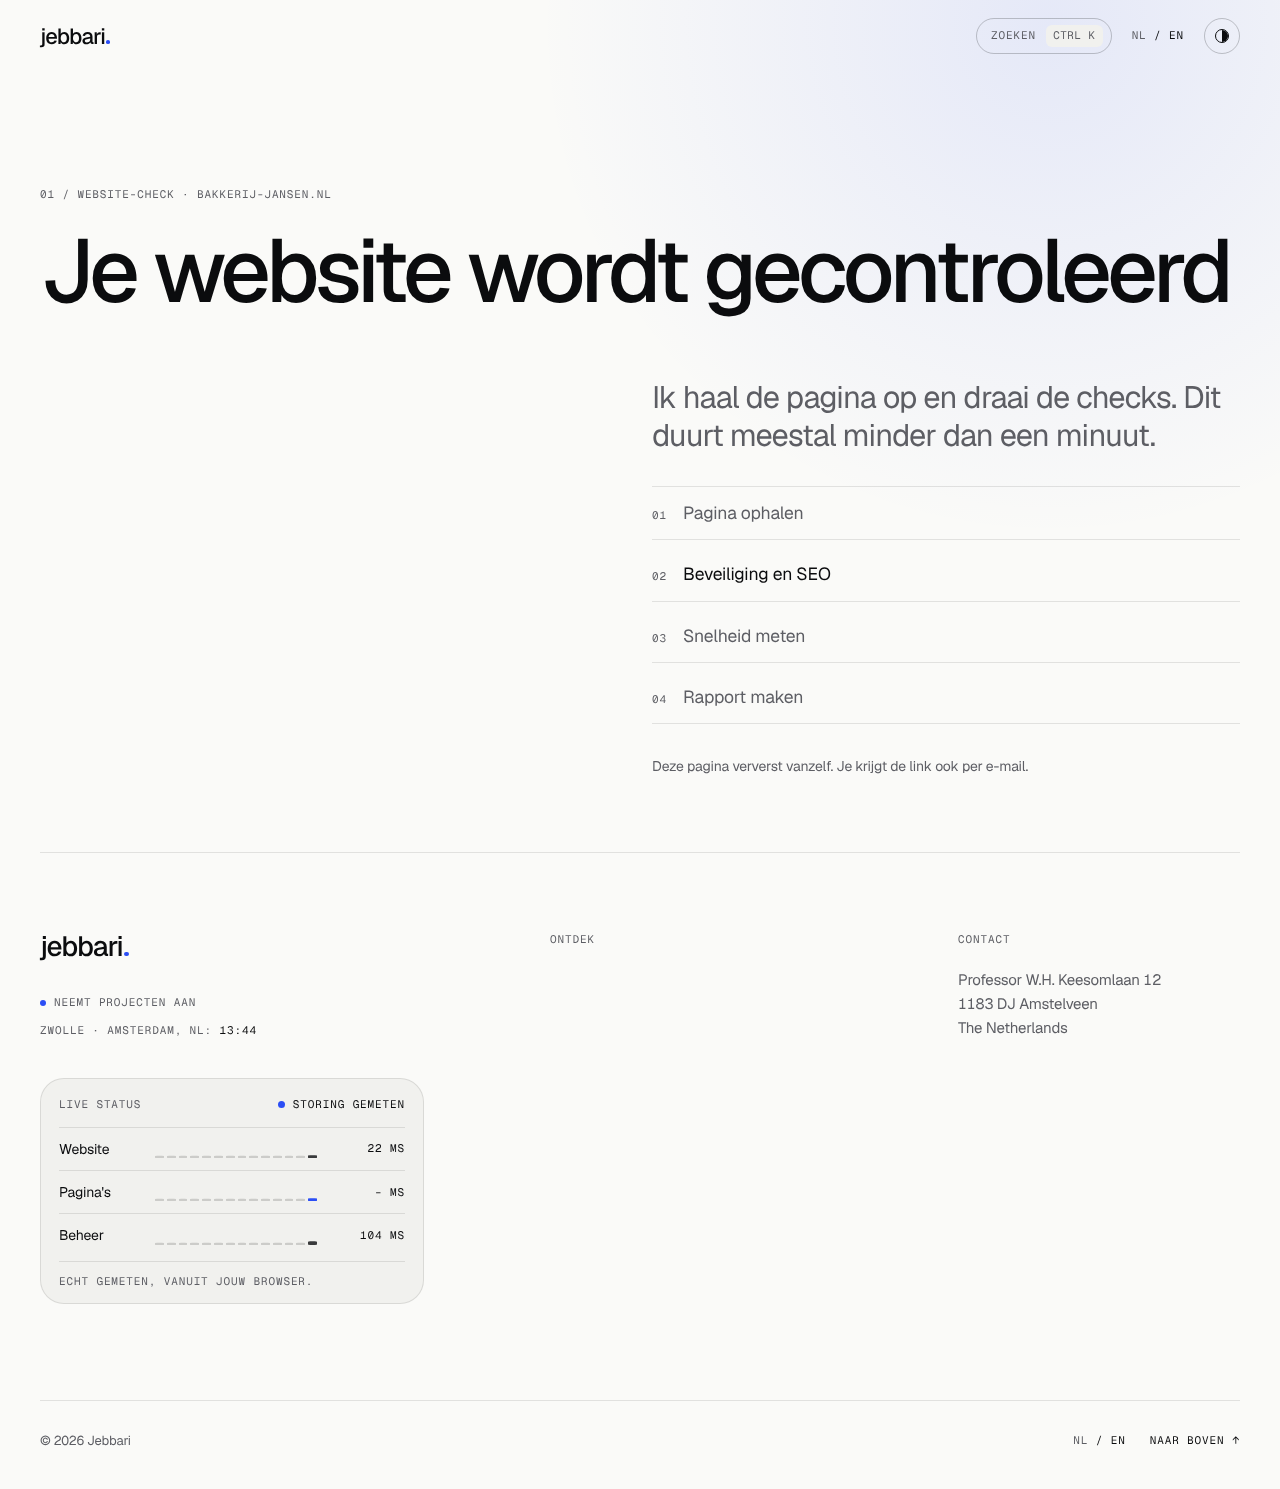 jebbari.
ZOEKEN CTRL K
NL / EN
01 / WEBSITE-CHECK · BAKKERIJ-JANSEN.NL
Je website wordt gecontroleerd
Ik haal de pagina op en draai de checks. Dit
duurt meestal minder dan een minuut.
01 Pagina ophalen
02 Beveiliging en SEO
03 Snelheid meten
04 Rapport maken
Deze pagina ververst vanzelf. Je krijgt de link ook per e-mail.
jebbari.
NEEMT PROJECTEN AAN
ZWOLLE · AMSTERDAM, NL: 13:44
LIVE STATUS STORING GEMETEN
Website 22 MS
Pagina's – MS
Beheer 104 MS
ECHT GEMETEN, VANUIT JOUW BROWSER.
ONTDEK
CONTACT
Professor W.H. Keesomlaan 12
1183 DJ Amstelveen
The Netherlands
© 2026 Jebbari
NL / EN NAAR BOVEN ↑